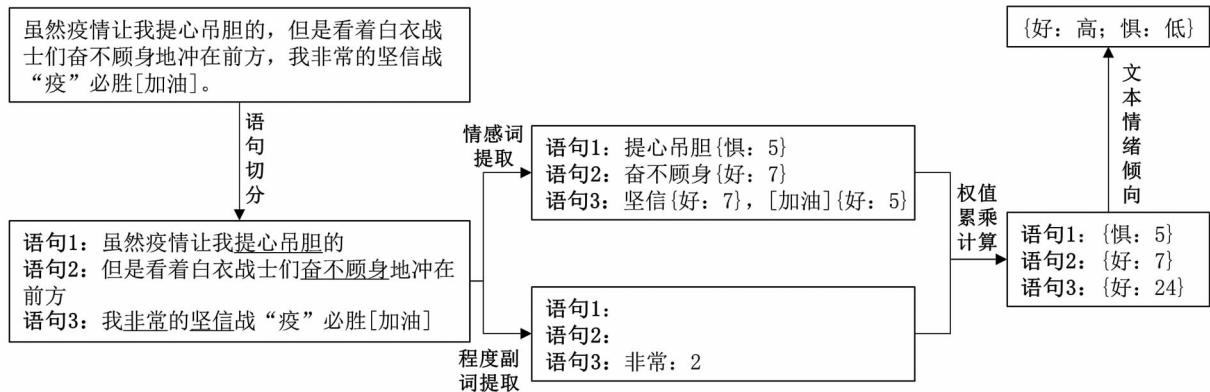 虽然疫情让我提心吊胆的，但是看着白衣战
士们奋不顾身地冲在前方，我非常的坚信战
“疫”必胜[加油]。
语句切分
语句1：虽然疫情让我提心吊胆的
语句2：但是看着白衣战士们奋不顾身地冲在
前方
语句3：我非常的坚信战“疫”必胜[加油]
情感词
提取
语句1：提心吊胆{惧：5}
语句2：奋不顾身{好：7}
语句3：坚信{好：7}，[加油]{好：5}
程度副
词提取
语句1：
语句2：
语句3：非常：2
权值
累乘
计算
语句1：{惧：5}
语句2：{好：7}
语句3：{好：24}
文本情绪倾向
{好：高；惧：低}